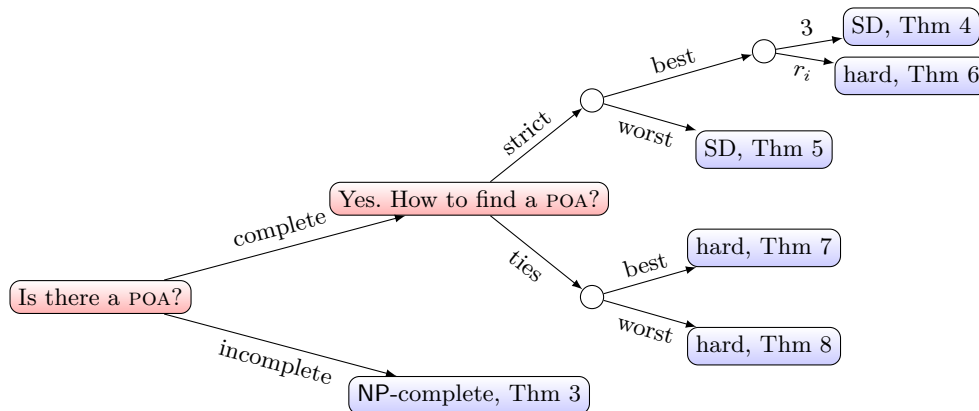 3
SD, Thm 4
best
r_i
hard, Thm 6
strict
worst
SD, Thm 5
Yes. How to find a POA?
complete
hard, Thm 7
ties
best
Is there a POA?
worst
hard, Thm 8
incomplete
NP-complete, Thm 3